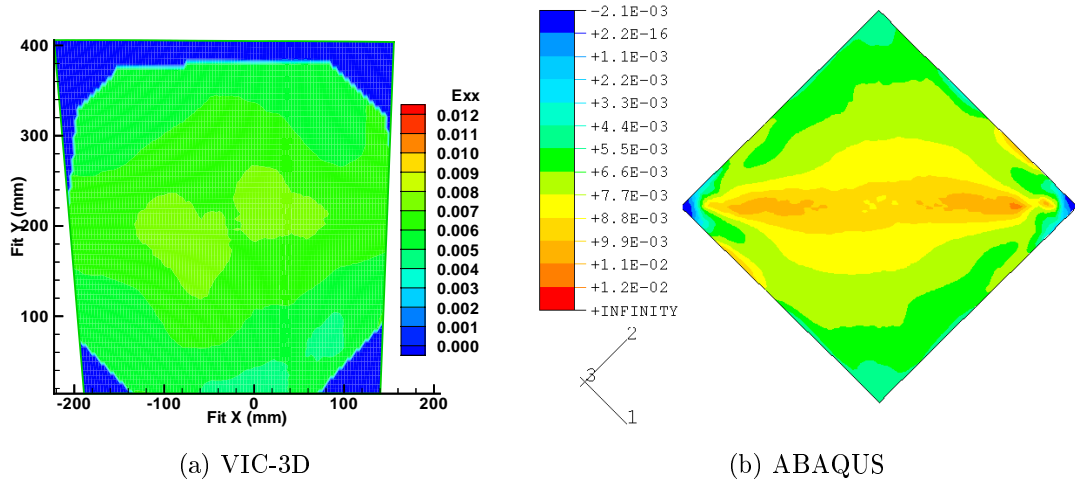 400
300
200
100
Fit Y (mm)
-200
-100
0
100
200
Fit X (mm)
Exx
0.012
0.011
0.010
0.009
0.008
0.007
0.006
0.005
0.004
0.003
0.002
0.001
0.000
(a) VIC-3D
-2.1E-03
+2.2E-16
+1.1E-03
+2.2E-03
+3.3E-03
+4.4E-03
+5.5E-03
+6.6E-03
+7.7E-03
+8.8E-03
+9.9E-03
+1.1E-02
+1.2E-02
+INFINITY
2
3
1
(b) ABAQUS